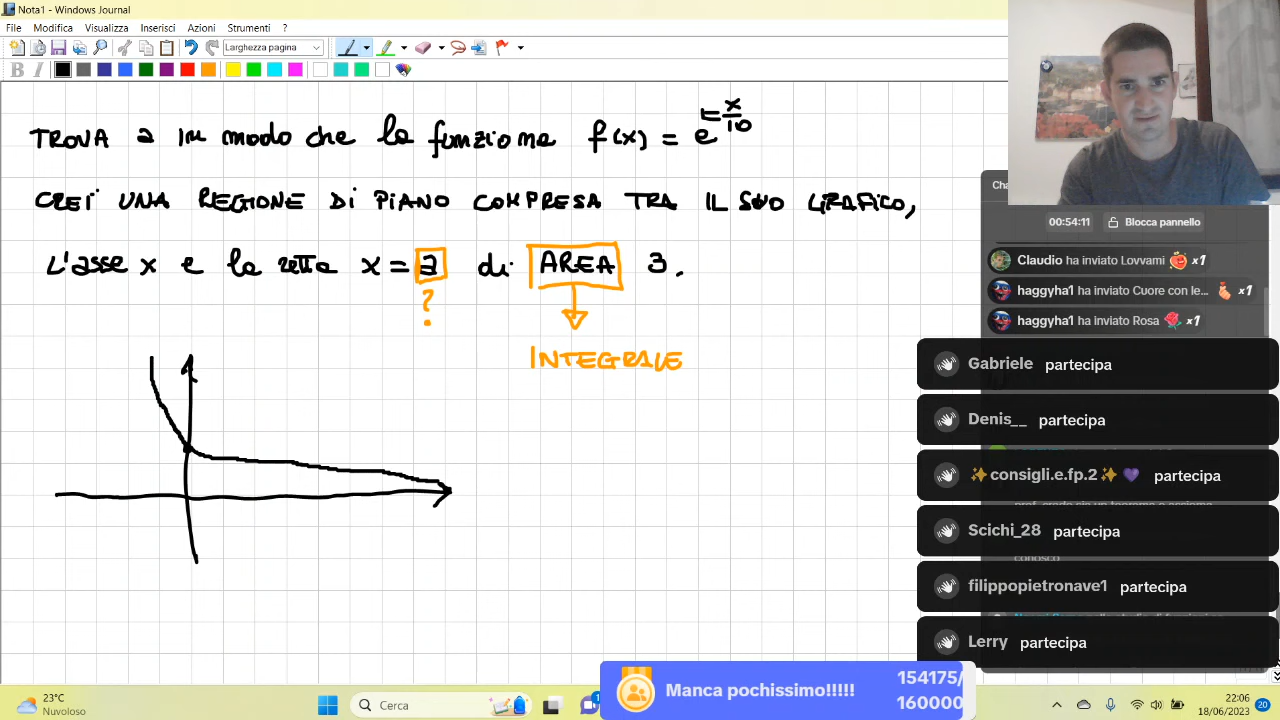 Nota1 - Windows Journal
File Modifica Visualizza Inserisci Azioni Strumenti ?
Larghezza pagina
TROVA a in modo che la funzione f(x) = e^-x/10
CREI UNA REGIONE DI PIANO COMPRESA TRA IL SUO GRAFICO,
L'asse x e la retta x = a di AREA 3.
?
INTEGRALE
00:54:11 Blocca pannello
Claudio ha inviato Lovvami x1
haggyha1 ha inviato Cuore con le... x1
haggyha1 ha inviato Rosa x1
Gabriele partecipa
Denis__ partecipa
✨consigli.e.fp.2✨ 💜 partecipa
conosco
Scichi_28 partecipa
filippopietronave1 partecipa
Lerry partecipa
Manca pochissimo!!!!! 154175/
160000
23°C
Nuvoloso
Cerca
1
22:06
18/06/2023
20